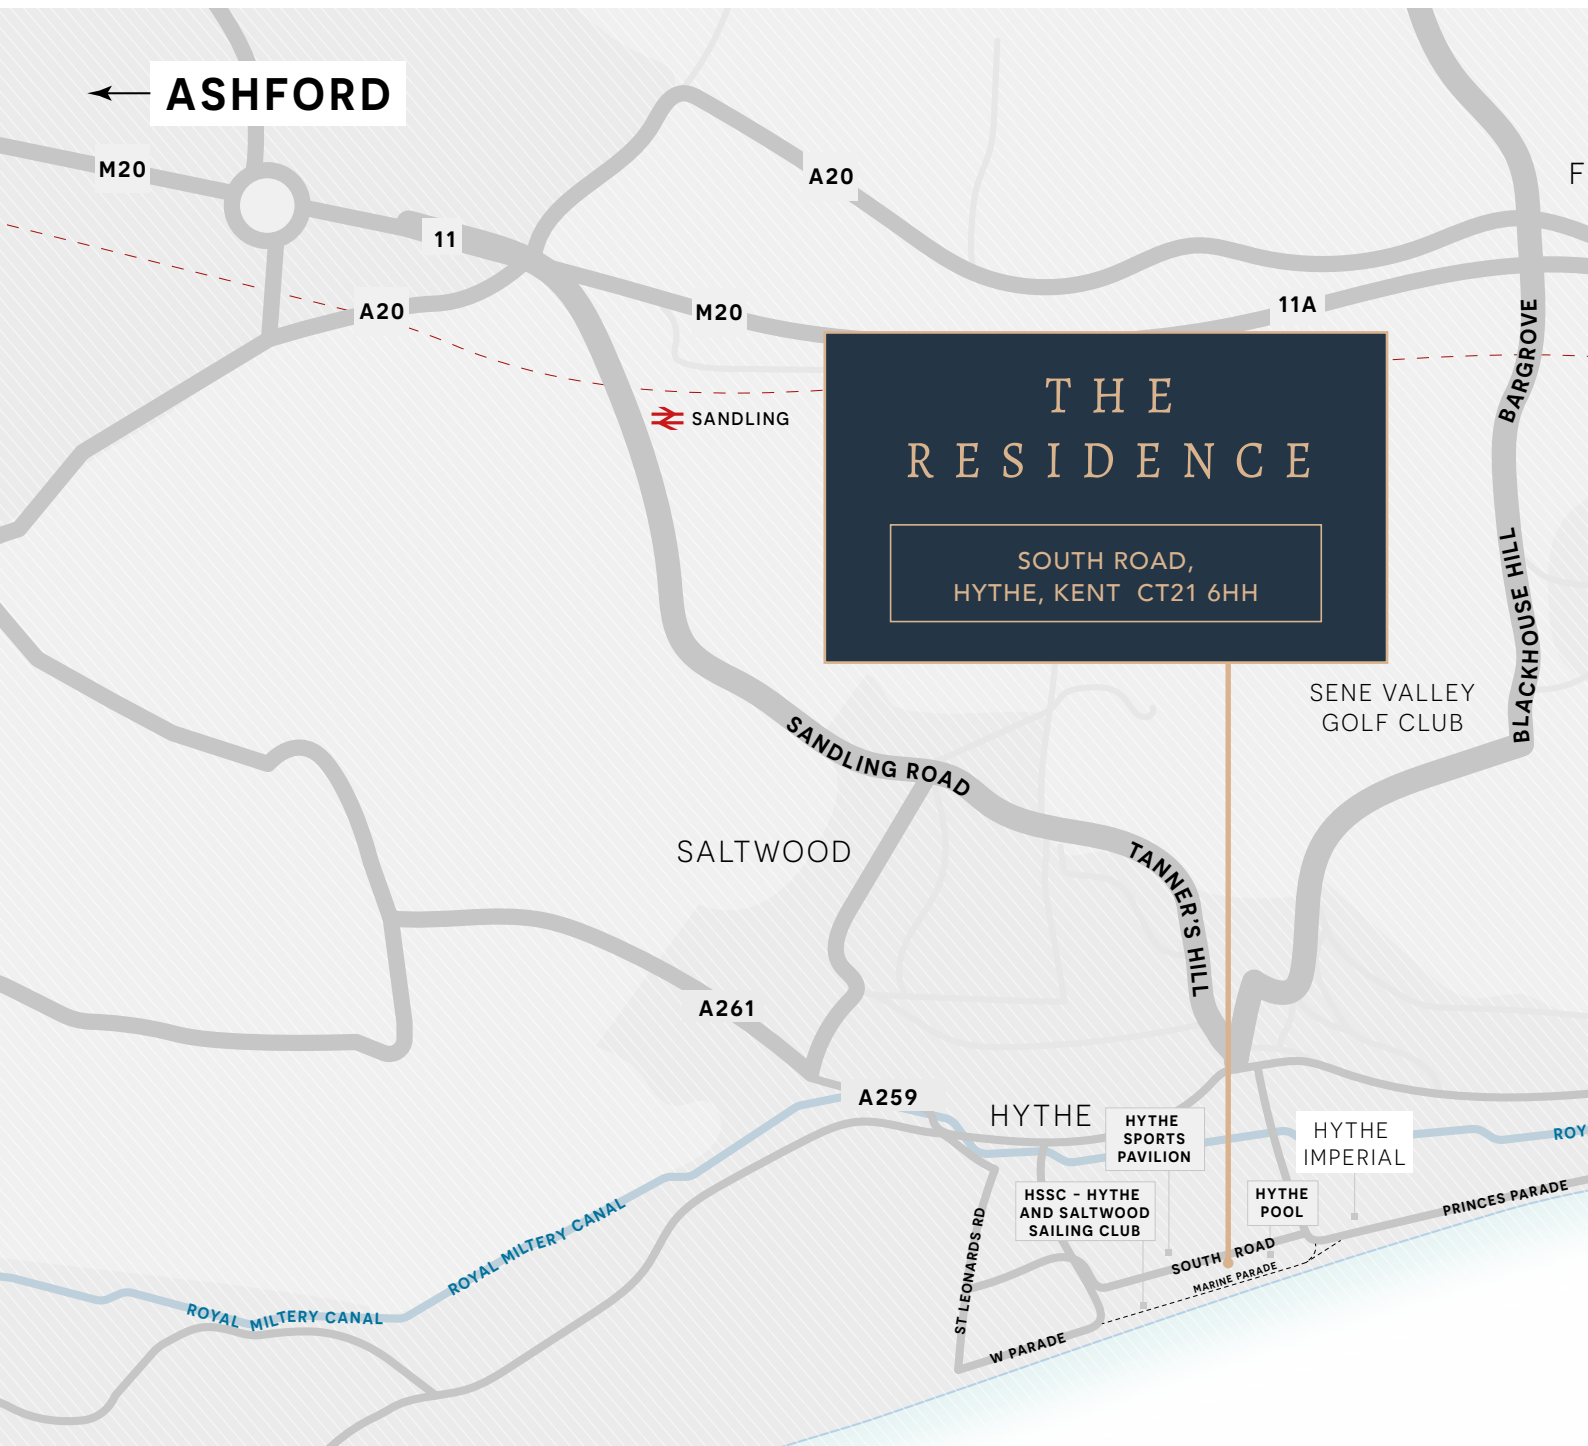 ASHFORD
M20
A20
F
11
A20
M20
11A
BARGROVE
THE
RESIDENCE
SANDLING
SOUTH ROAD,
HYTHE, KENT CT21 6HH
BLACKHOUSE HILL
SENE VALLEY
GOLF CLUB
SANDLING ROAD
SALTWOOD
TANNER'S HILL
A261
A259
HYTHE
HYTHE
SPORTS
PAVILION
HYTHE
IMPERIAL
ROY
HSSC - HYTHE
AND SALTWOOD
SAILING CLUB
HYTHE
POOL
PRINCES PARADE
ST LEONARDS RD
SOUTH ROAD
MARINE PARADE
ROYAL MILTERY CANAL
ROYAL MILTERY CANAL
W PARADE